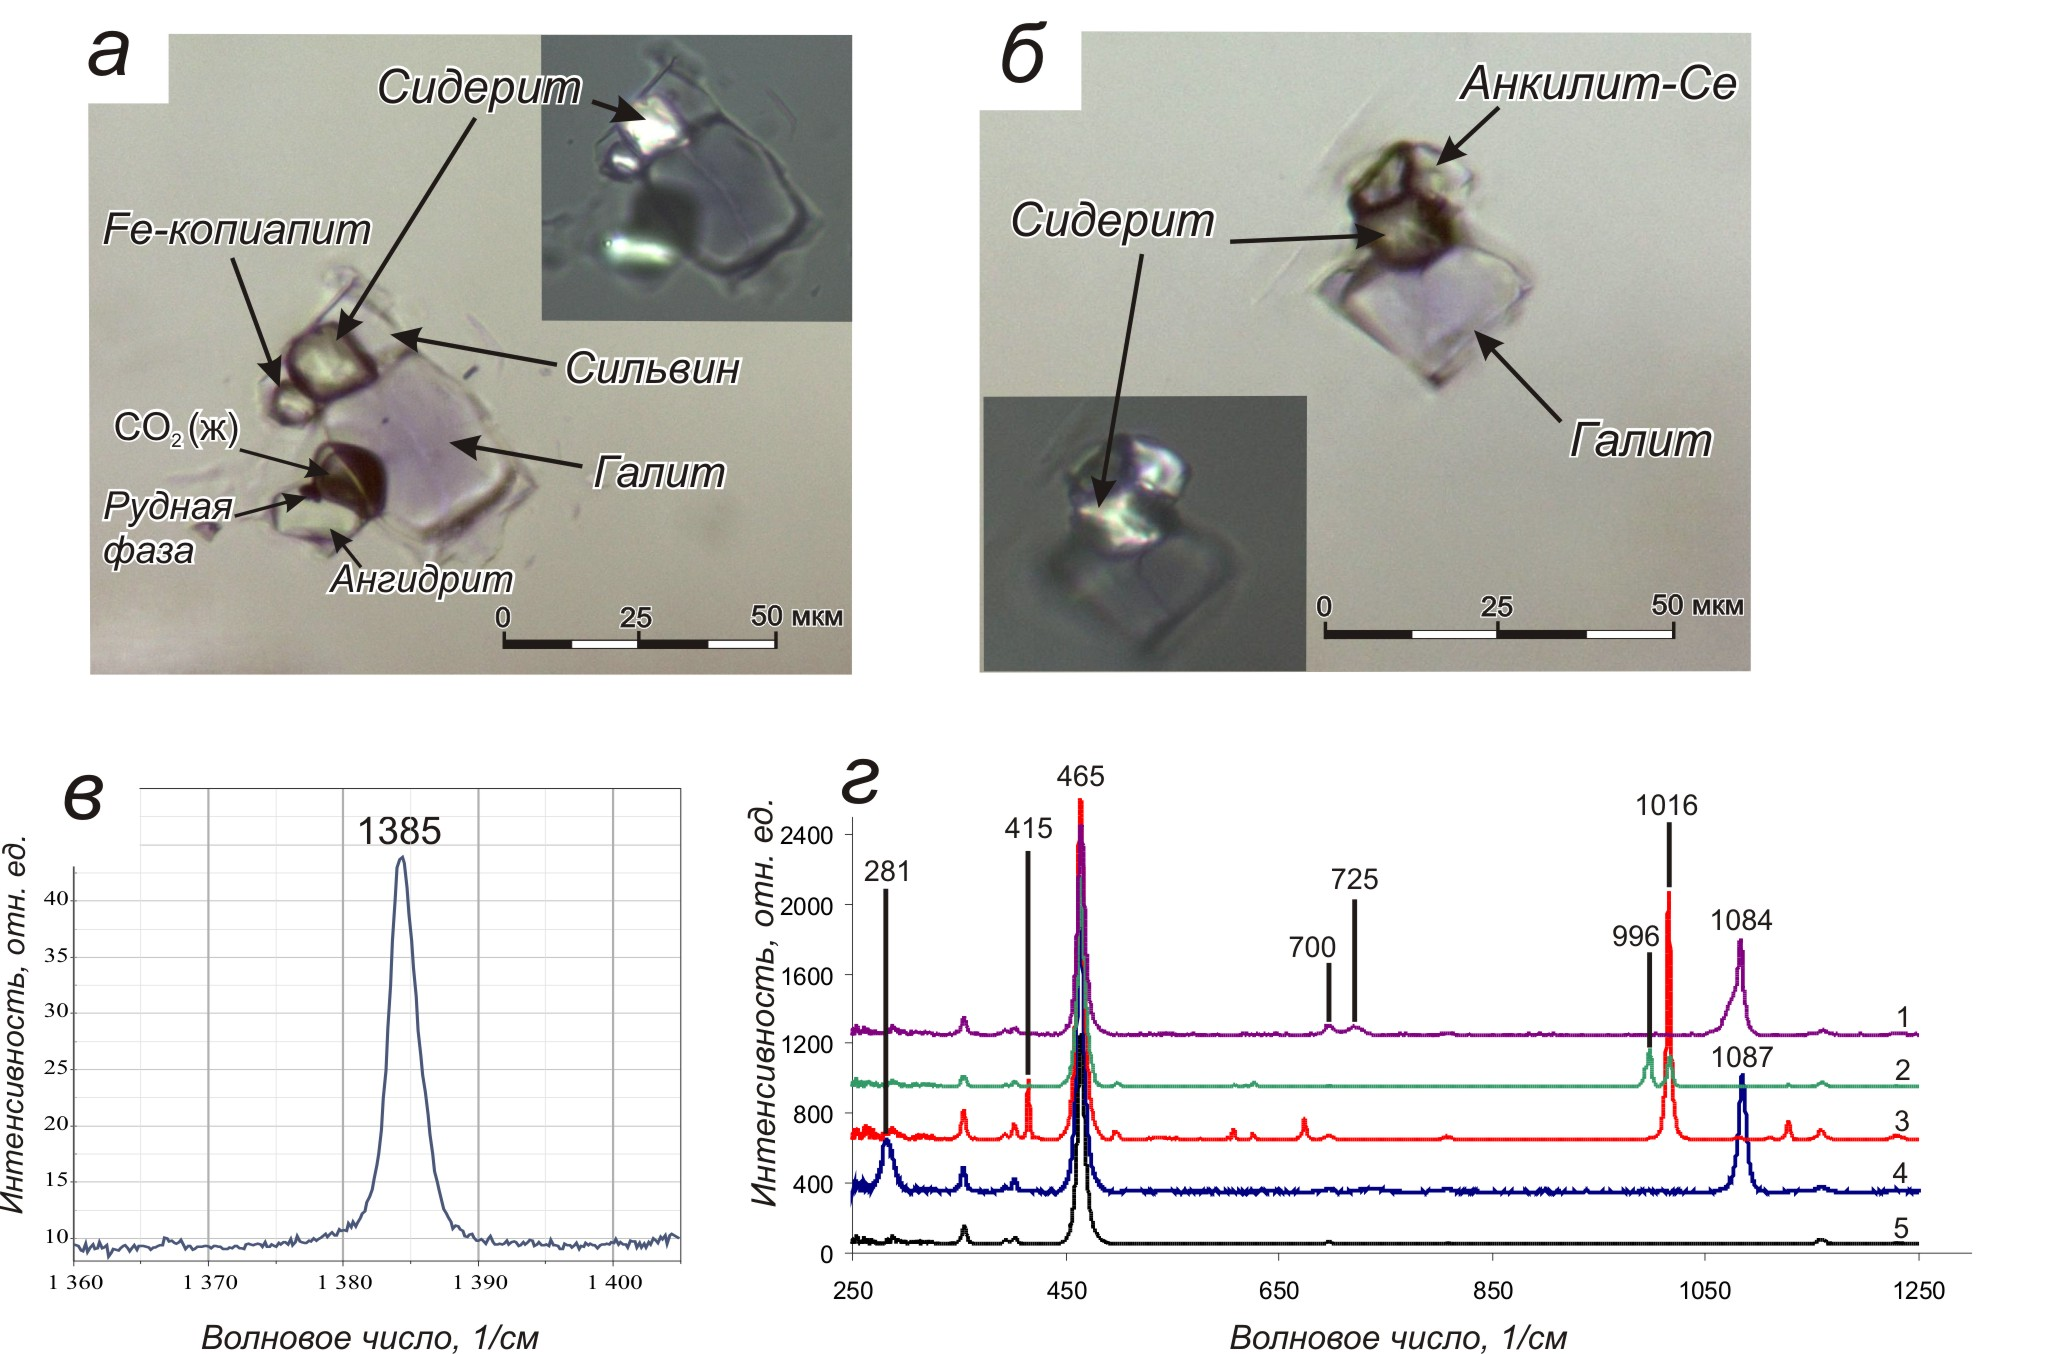 а
Сидерит
Fe-копиапит
Сильвин
CO₂ (ж)
Галит
Рудная
фаза
Ангидрит
0 25 50 мкм
б
Анкилит-Ce
Сидерит
Галит
0 25 50 мкм
в
1385
Интенсивность, отн. ед.
40
35
30
25
20
15
10
1 360 1 370 1 380 1 390 1 400
Волновое число, 1/см
г
465
1016
415
281
725
700
996
1084
1087
Интенсивность, отн. ед.
2400
2000
1600
1200
800
400
0
1
2
3
4
5
250 450 650 850 1050 1250
Волновое число, 1/см